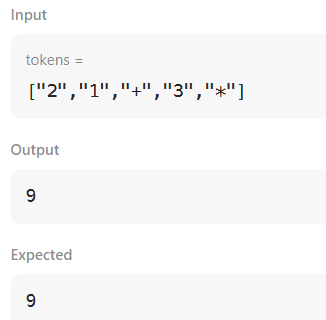 Input
tokens =
["2","1","+","3","*"]
Output
9
Expected
9